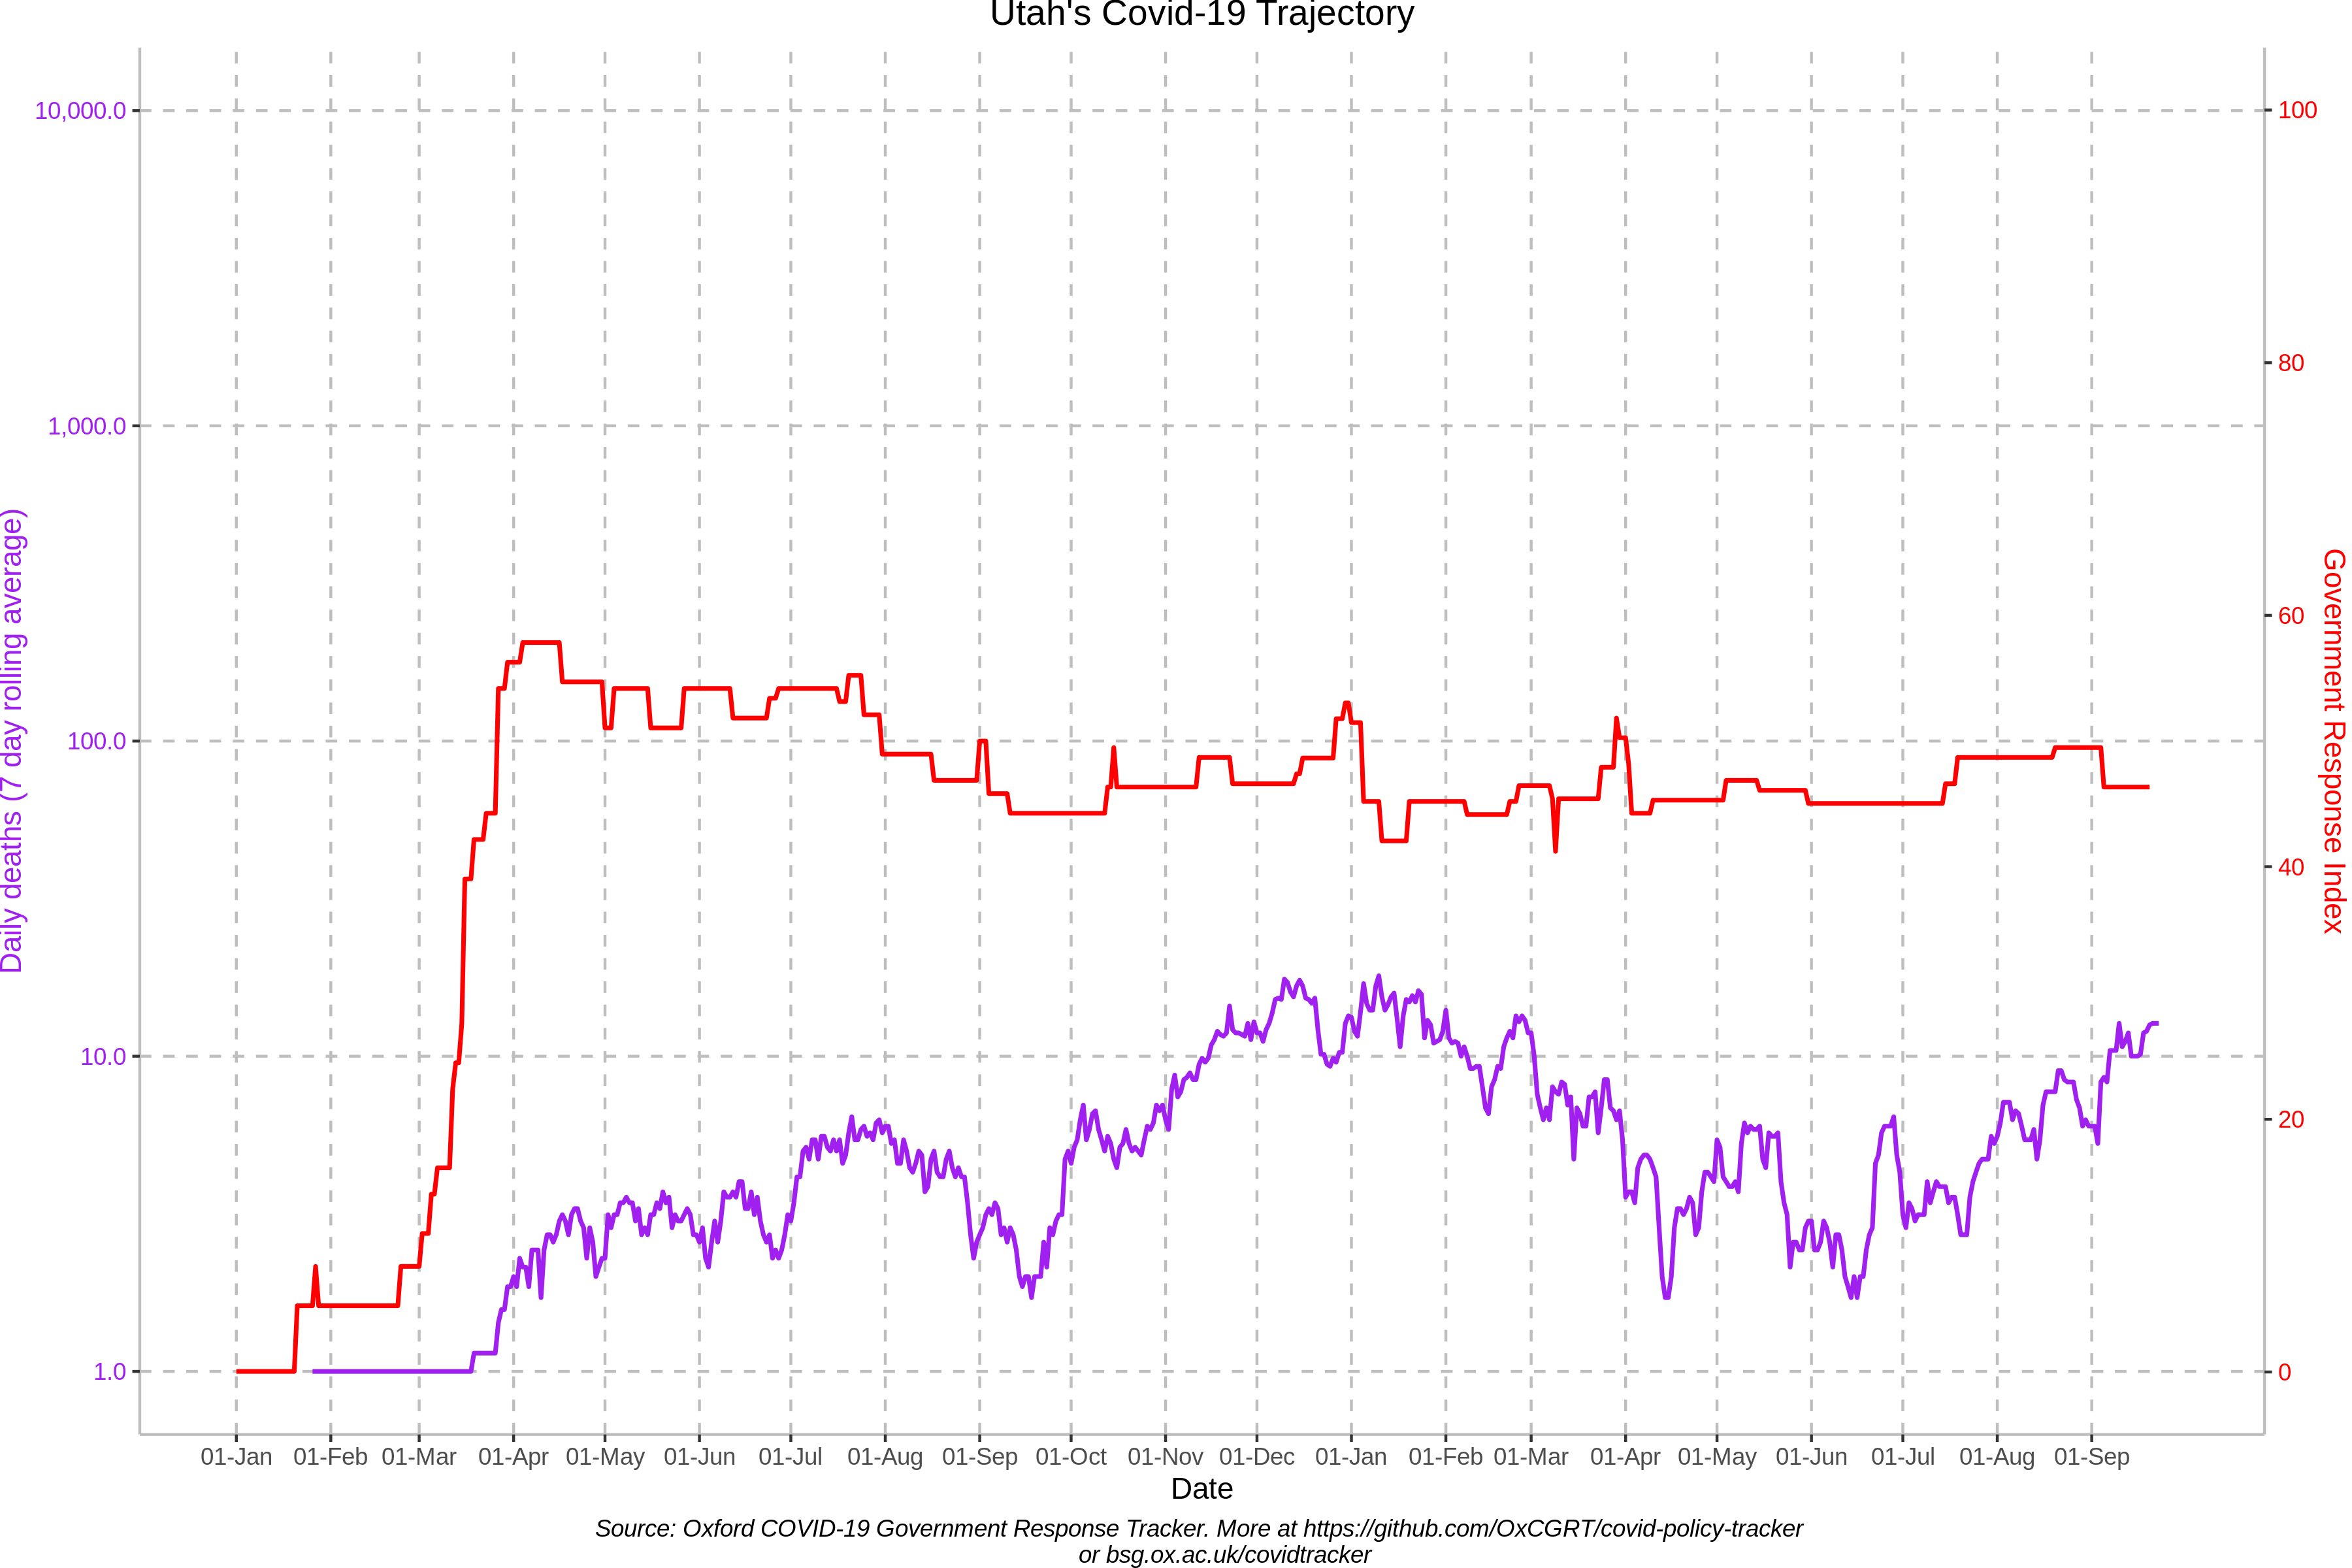 Utah's Covid-19 Trajectory
10,000.0
1,000.0
100.0
10.0
1.0
Daily deaths (7 day rolling average)
100
80
60
40
20
0
Government Response Index
01-Jan 01-Feb 01-Mar 01-Apr 01-May 01-Jun 01-Jul 01-Aug 01-Sep 01-Oct 01-Nov 01-Dec 01-Jan 01-Feb 01-Mar 01-Apr 01-May 01-Jun 01-Jul 01-Aug 01-Sep
Date
Source: Oxford COVID-19 Government Response Tracker. More at https://github.com/OxCGRT/covid-policy-tracker
or bsg.ox.ac.uk/covidtracker